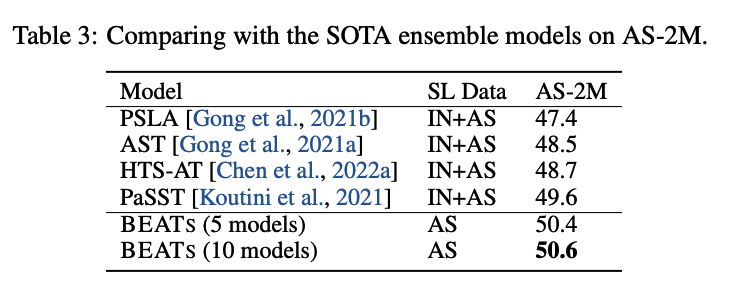 Table 3: Comparing with the SOTA ensemble models on AS-2M.
Model SL Data AS-2M
PSLA [Gong et al., 2021b] IN+AS 47.4
AST [Gong et al., 2021a] IN+AS 48.5
HTS-AT [Chen et al., 2022a] IN+AS 48.7
PaSST [Koutini et al., 2021] IN+AS 49.6
BEATS (5 models) AS 50.4
BEATS (10 models) AS 50.6